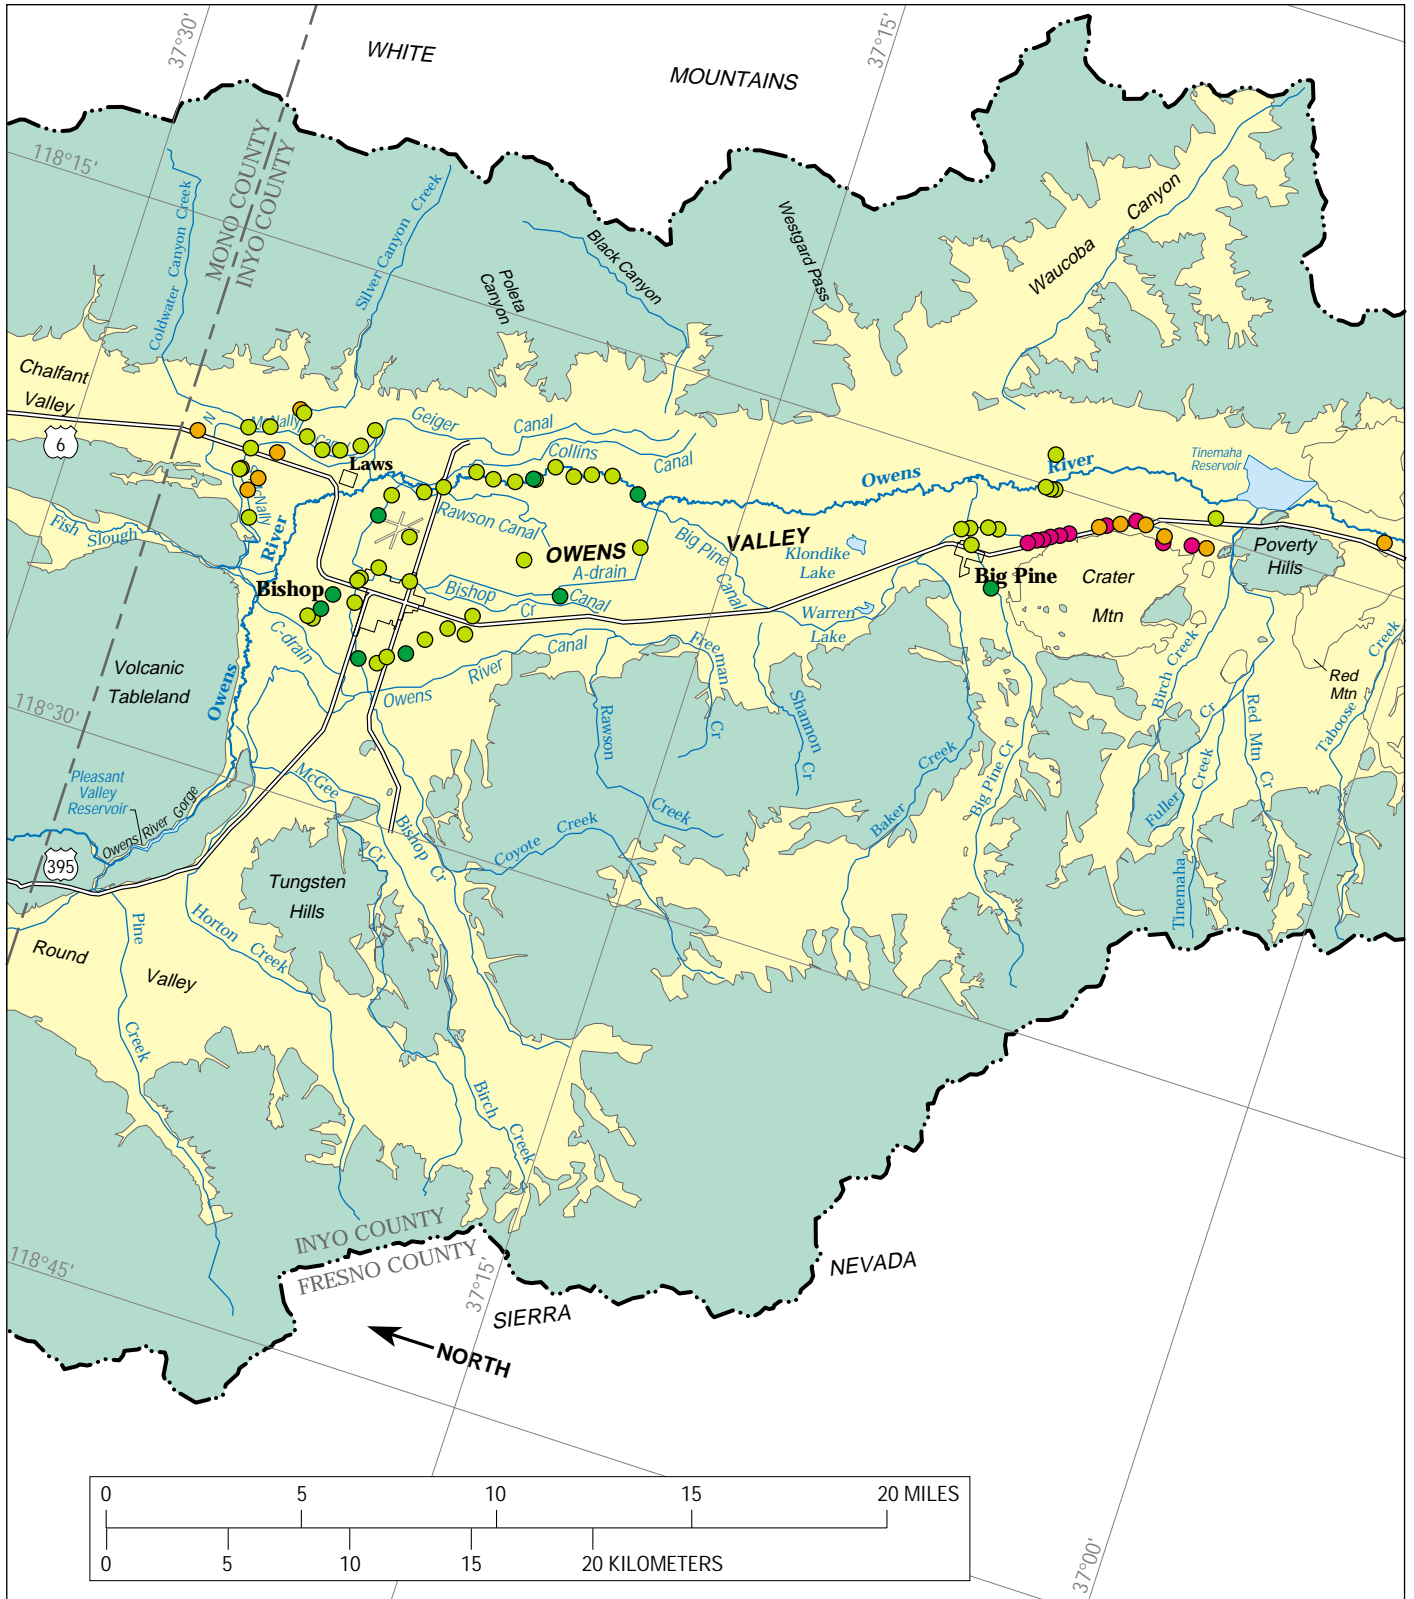 37°30'
WHITE
MOUNTAINS
37°15'
118°15'
MONO COUNTY
INYO COUNTY
Coldwater Canyon Creek
Silver Canyon Creek
Poleta
Canyon
Black Canyon
Westgard Pass
Waucoba Canyon
Chalfant
Valley
6
N McNally Canal
Geiger Canal
Collins Canal
Laws
S McNally
Fish Slough
River
Rawson Canal
OWENS VALLEY
Owens River
Tinemaha
Reservoir
Big Pine Canal
Klondike
Lake
A-drain
Bishop
Bishop Cr Canal
C-drain
Big Pine
Crater
Mtn
Poverty
Hills
Warren
Lake
Volcanic
Tableland
Owens
Owens River Canal
Freeman Cr
Shannon Cr
Rawson Creek
Red
Mtn
Birch Creek
Fuller Cr
Red Mtn Cr
Taboose Creek
118°30'
Pleasant
Valley
Reservoir
Owens River Gorge
McGee Cr
Bishop Cr
Coyote Creek
Baker Creek
Big Pine Cr
Tinemaha Creek
395
Tungsten
Hills
Horton Creek
Pine Creek
Round Valley
Birch Creek
INYO COUNTY
FRESNO COUNTY
118°45'
37°15'
SIERRA
NEVADA
NORTH
37°00'
0 5 10 15 20 MILES
0 5 10 15 20 KILOMETERS